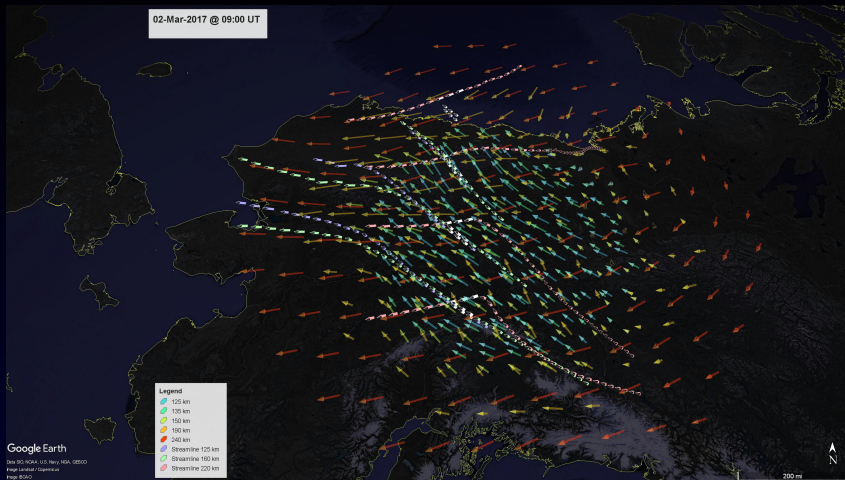 02-Mar-2017 @ 09:00 UT
Legend
125 km
135 km
150 km
190 km
240 km
Streamline 125 km
Streamline 160 km
Streamline 220 km
Google Earth
Data SIO, NOAA, U.S. Navy, NGA, GEBCO
Image Landsat / Copernicus
Image IBCAO
N
200 mi